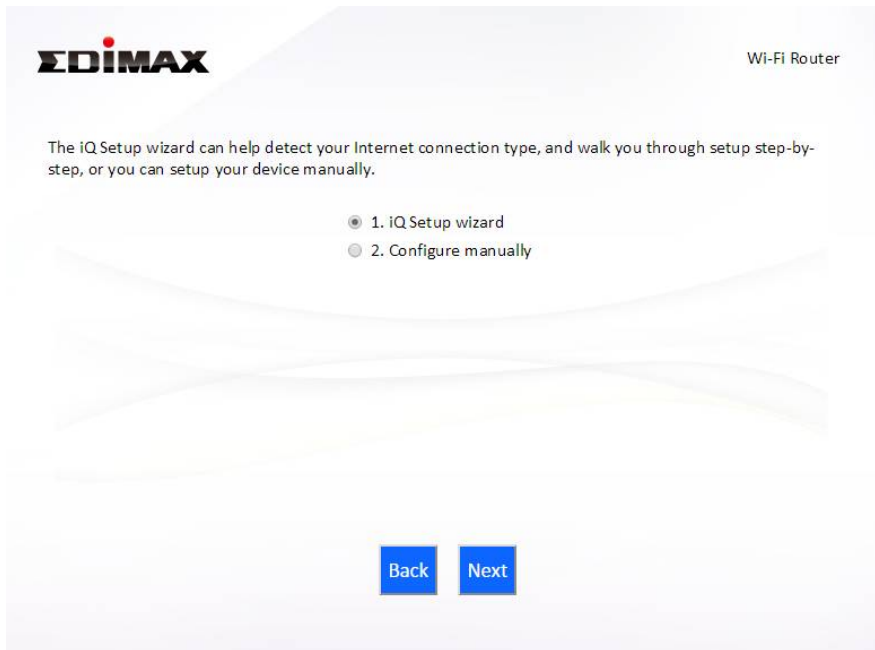 EDIMAX
Wi-Fi Router
The iQ Setup wizard can help detect your Internet connection type, and walk you through setup step-by-
step, or you can setup your device manually.
1. iQ Setup wizard
2. Configure manually
Back
Next